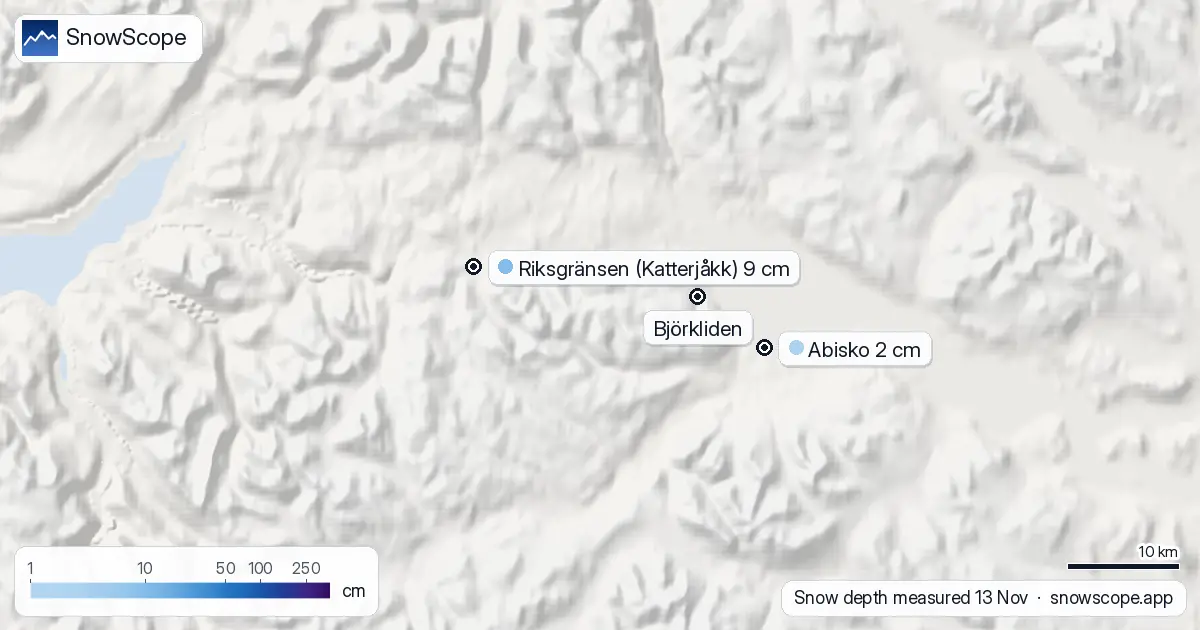 SnowScope
Riksgränsen (Katterjåkk) 9 cm
Björkliden
Abisko 2 cm
1 10 50 100 250
cm
10 km
Snow depth measured 13 Nov · snowscope.app